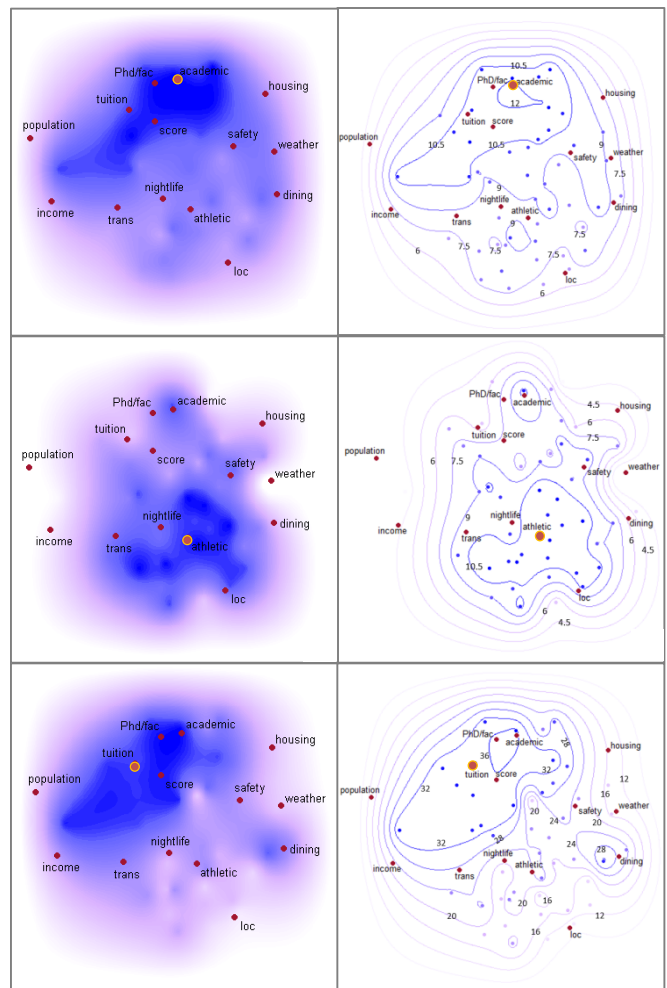 Phd/fac academic
housing
tuition
population
score
safety
weather
nightlife
dining
income
trans
athletic
loc
10.5
PhD/fac academic
12
housing
tuition
score
population
9
10.5
10.5
safety
weather
7.5
9
nightlife
dining
income
trans
athletic
9
7.5
7.5
7.5
6
loc
6
Phd/fac
academic
housing
tuition
score
population
safety
weather
nightlife
dining
income
trans
athletic
loc
PhD/fac
academic
4.5
housing
6
tuition
score
7.5
population
6
7.5
safety
weather
9
nightlife
athletic
dining
income
trans
6
4.5
10.5
loc
6
4.5
Phd/fac
academic
housing
tuition
score
population
safety
weather
nightlife
dining
income
trans
athletic
loc
PhD/fac
academic
28
housing
36
tuition
score
32
12
32
16
population
20
safety
weather
24
20
28
24
32
nightlife
28
dining
income
trans
athletic
16
20
20
12
16
loc